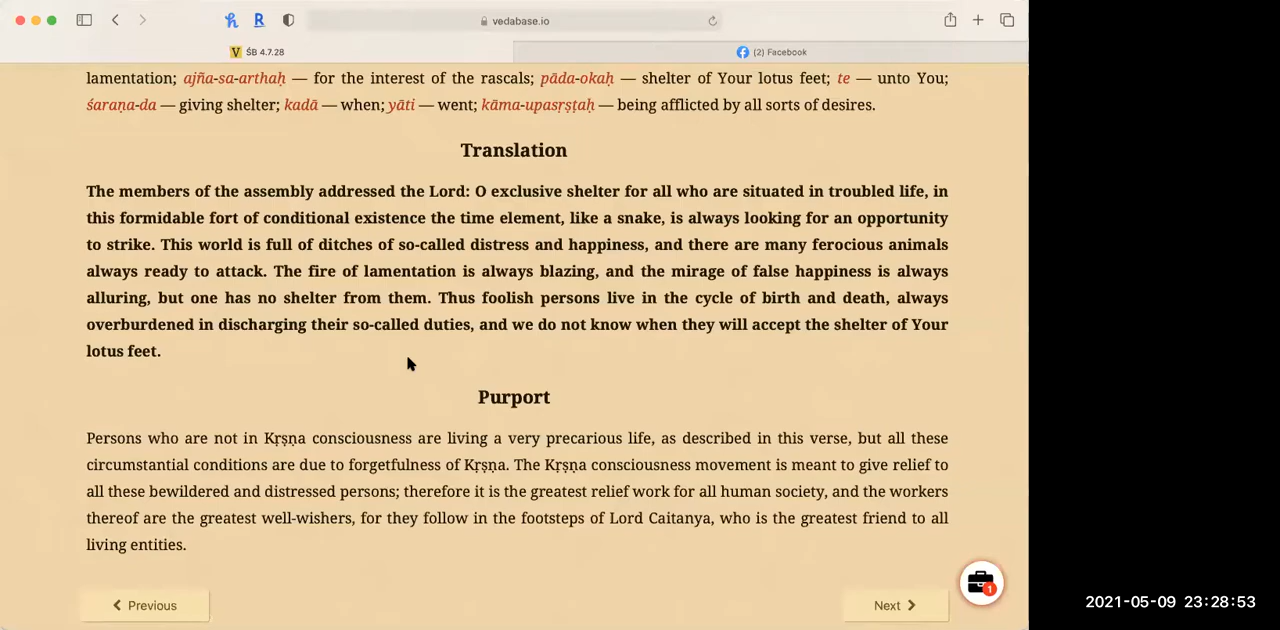 vedabase.io
ŚB 4.7.28
(2) Facebook
lamentation; ajña-sa-arthaḥ — for the interest of the rascals; pāda-okaḥ — shelter of Your lotus feet; te — unto You;
śaraṇa-da — giving shelter; kadā — when; yāti — went; kāma-upasṛṣṭaḥ — being afflicted by all sorts of desires.
Translation
The members of the assembly addressed the Lord: O exclusive shelter for all who are situated in troubled life, in
this formidable fort of conditional existence the time element, like a snake, is always looking for an opportunity
to strike. This world is full of ditches of so-called distress and happiness, and there are many ferocious animals
always ready to attack. The fire of lamentation is always blazing, and the mirage of false happiness is always
alluring, but one has no shelter from them. Thus foolish persons live in the cycle of birth and death, always
overburdened in discharging their so-called duties, and we do not know when they will accept the shelter of Your
lotus feet.
Purport
Persons who are not in Kṛṣṇa consciousness are living a very precarious life, as described in this verse, but all these
circumstantial conditions are due to forgetfulness of Kṛṣṇa. The Kṛṣṇa consciousness movement is meant to give relief to
all these bewildered and distressed persons; therefore it is the greatest relief work for all human society, and the workers
thereof are the greatest well-wishers, for they follow in the footsteps of Lord Caitanya, who is the greatest friend to all
living entities.
Previous
Next
1
2021-05-09 23:28:53